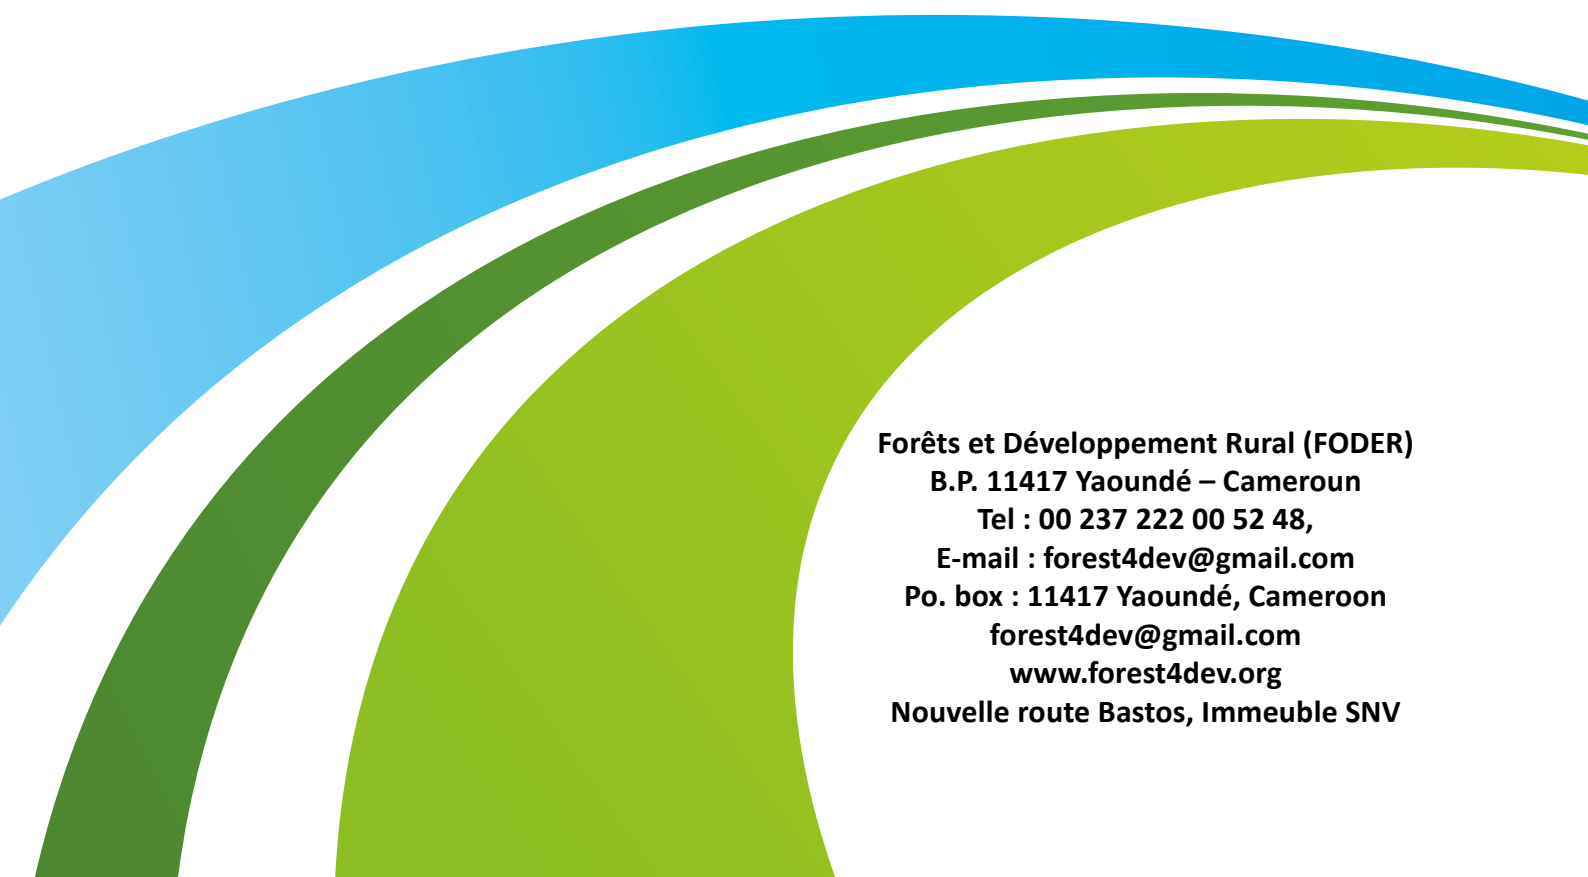 Forêts et Développement Rural (FODER)
B.P. 11417 Yaoundé – Cameroun
Tel : 00 237 222 00 52 48,
E-mail : forest4dev@gmail.com
Po. box : 11417 Yaoundé, Cameroon
forest4dev@gmail.com
www.forest4dev.org
Nouvelle route Bastos, Immeuble SNV